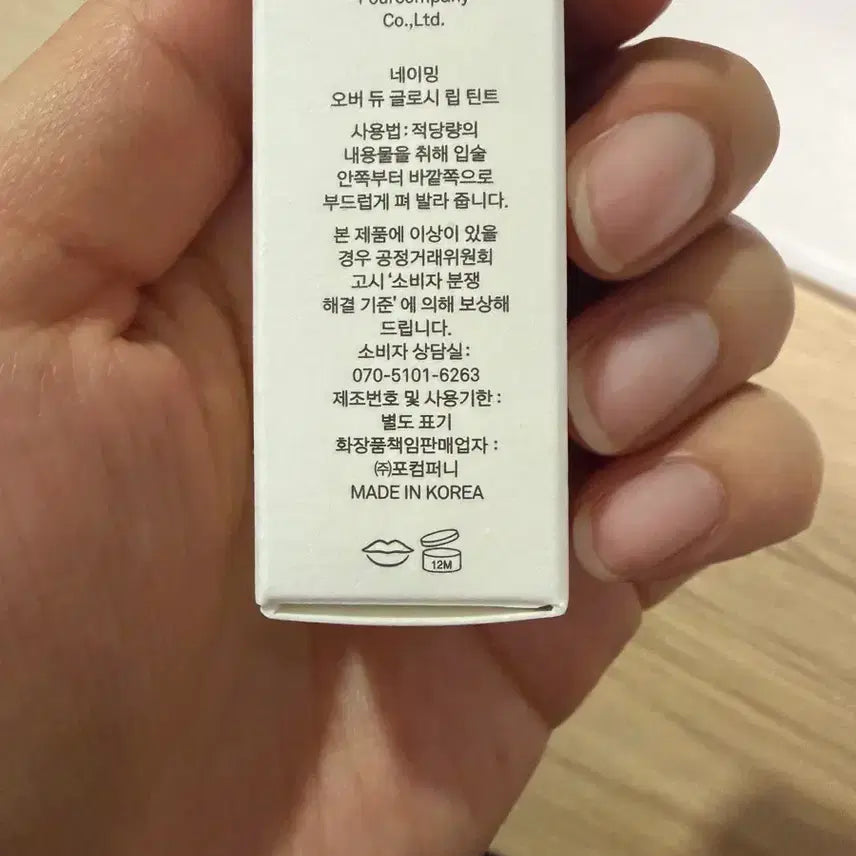 Fourcompany
Co.,Ltd.
네이밍
오버 듀 글로시 립 틴트
사용법: 적당량의
내용물을 취해 입술
안쪽부터 바깥쪽으로
부드럽게 펴 발라 줍니다.
본 제품에 이상이 있을
경우 공정거래위원회
고시 ‘소비자 분쟁
해결 기준’ 에 의해 보상해
드립니다.
소비자 상담실:
070-5101-6263
제조번호 및 사용기한 :
별도 표기
화장품책임판매업자 :
㈜포컴퍼니
MADE IN KOREA
12M